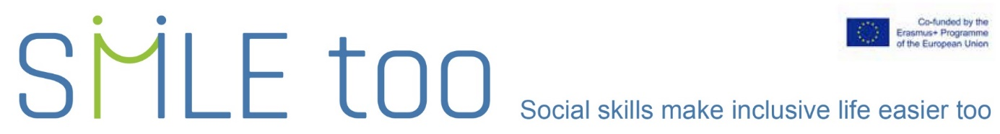 SMILE too
Co-funded by the
Erasmus+ Programme
of the European Union
Social skills make inclusive life easier too